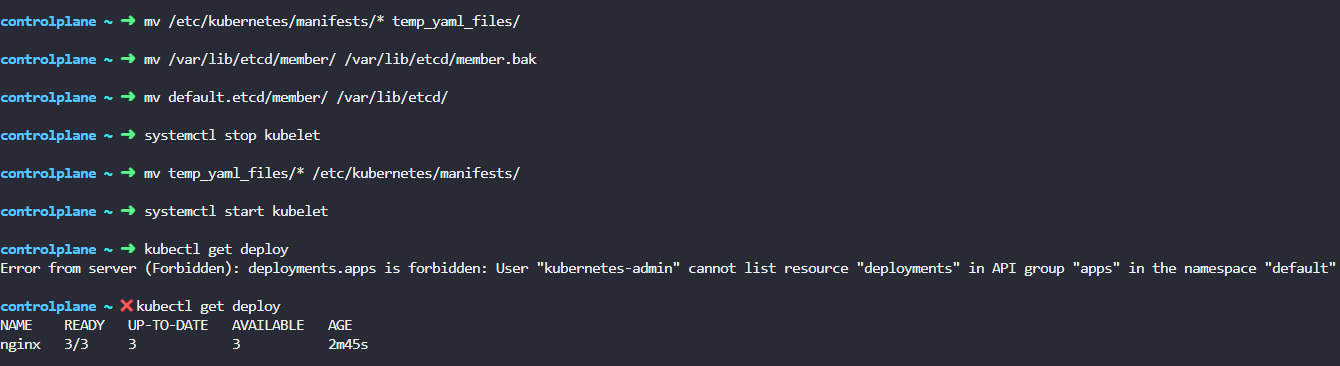 controlplane ~ ➜ mv /etc/kubernetes/manifests/* temp_yaml_files/
controlplane ~ ➜ mv /var/lib/etcd/member/ /var/lib/etcd/member.bak
controlplane ~ ➜ mv default.etcd/member/ /var/lib/etcd/
controlplane ~ ➜ systemctl stop kubelet
controlplane ~ ➜ mv temp_yaml_files/* /etc/kubernetes/manifests/
controlplane ~ ➜ systemctl start kubelet
controlplane ~ ➜ kubectl get deploy
Error from server (Forbidden): deployments.apps is forbidden: User "kubernetes-admin" cannot list resource "deployments" in API group "apps" in the namespace "default"
controlplane ~ ❌kubectl get deploy
NAME READY UP-TO-DATE AVAILABLE AGE
nginx 3/3 3 3 2m45s